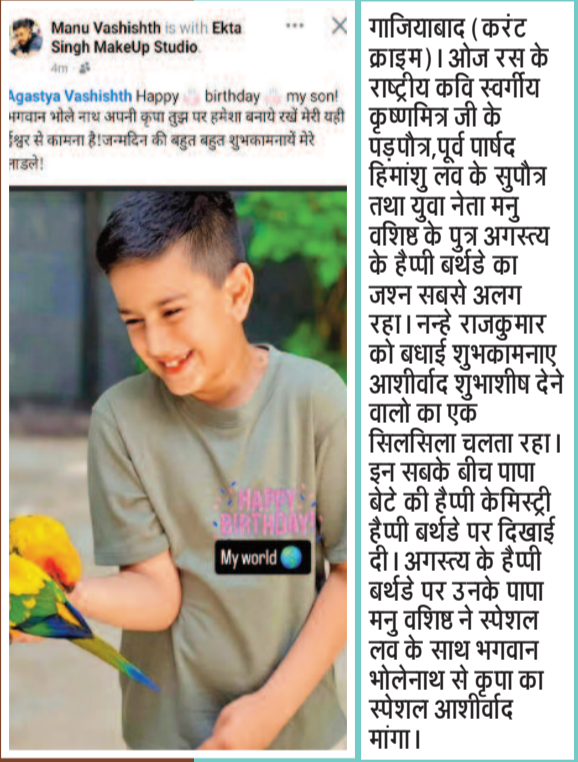 Manu Vashishth is with Ekta
Singh MakeUp Studio.
4m
Agastya Vashishth Happy birthday my son!
भगवान भोले नाथ अपनी कृपा तुझ पर हमेशा बनाये रखें मेरी यही
ईश्वर से कामना है!जन्मदिन की बहुत बहुत शुभकामनायें मेरे
लाडले!
HAPPY
BIRTHDAY!
My world
गाजियाबाद (करंट
क्राइम)। ओज रस के
राष्ट्रीय कवि स्वर्गीय
कृष्णमित्र जी के
पड़पौत्र,पूर्व पार्षद
हिमांशु लव के सुपौत्र
तथा युवा नेता मनु
वशिष्ठ के पुत्र अगस्त्य
के हैप्पी बर्थडे का
जश्न सबसे अलग
रहा। नन्हे राजकुमार
को बधाई शुभकामनाए
आशीर्वाद शुभाशीष देने
वालो का एक
सिलसिला चलता रहा।
इन सबके बीच पापा
बेटे की हैप्पी केमिस्ट्री
हैप्पी बर्थडे पर दिखाई
दी। अगस्त्य के हैप्पी
बर्थडे पर उनके पापा
मनु वशिष्ठ ने स्पेशल
लव के साथ भगवान
भोलेनाथ से कृपा का
स्पेशल आशीर्वाद
मांगा।